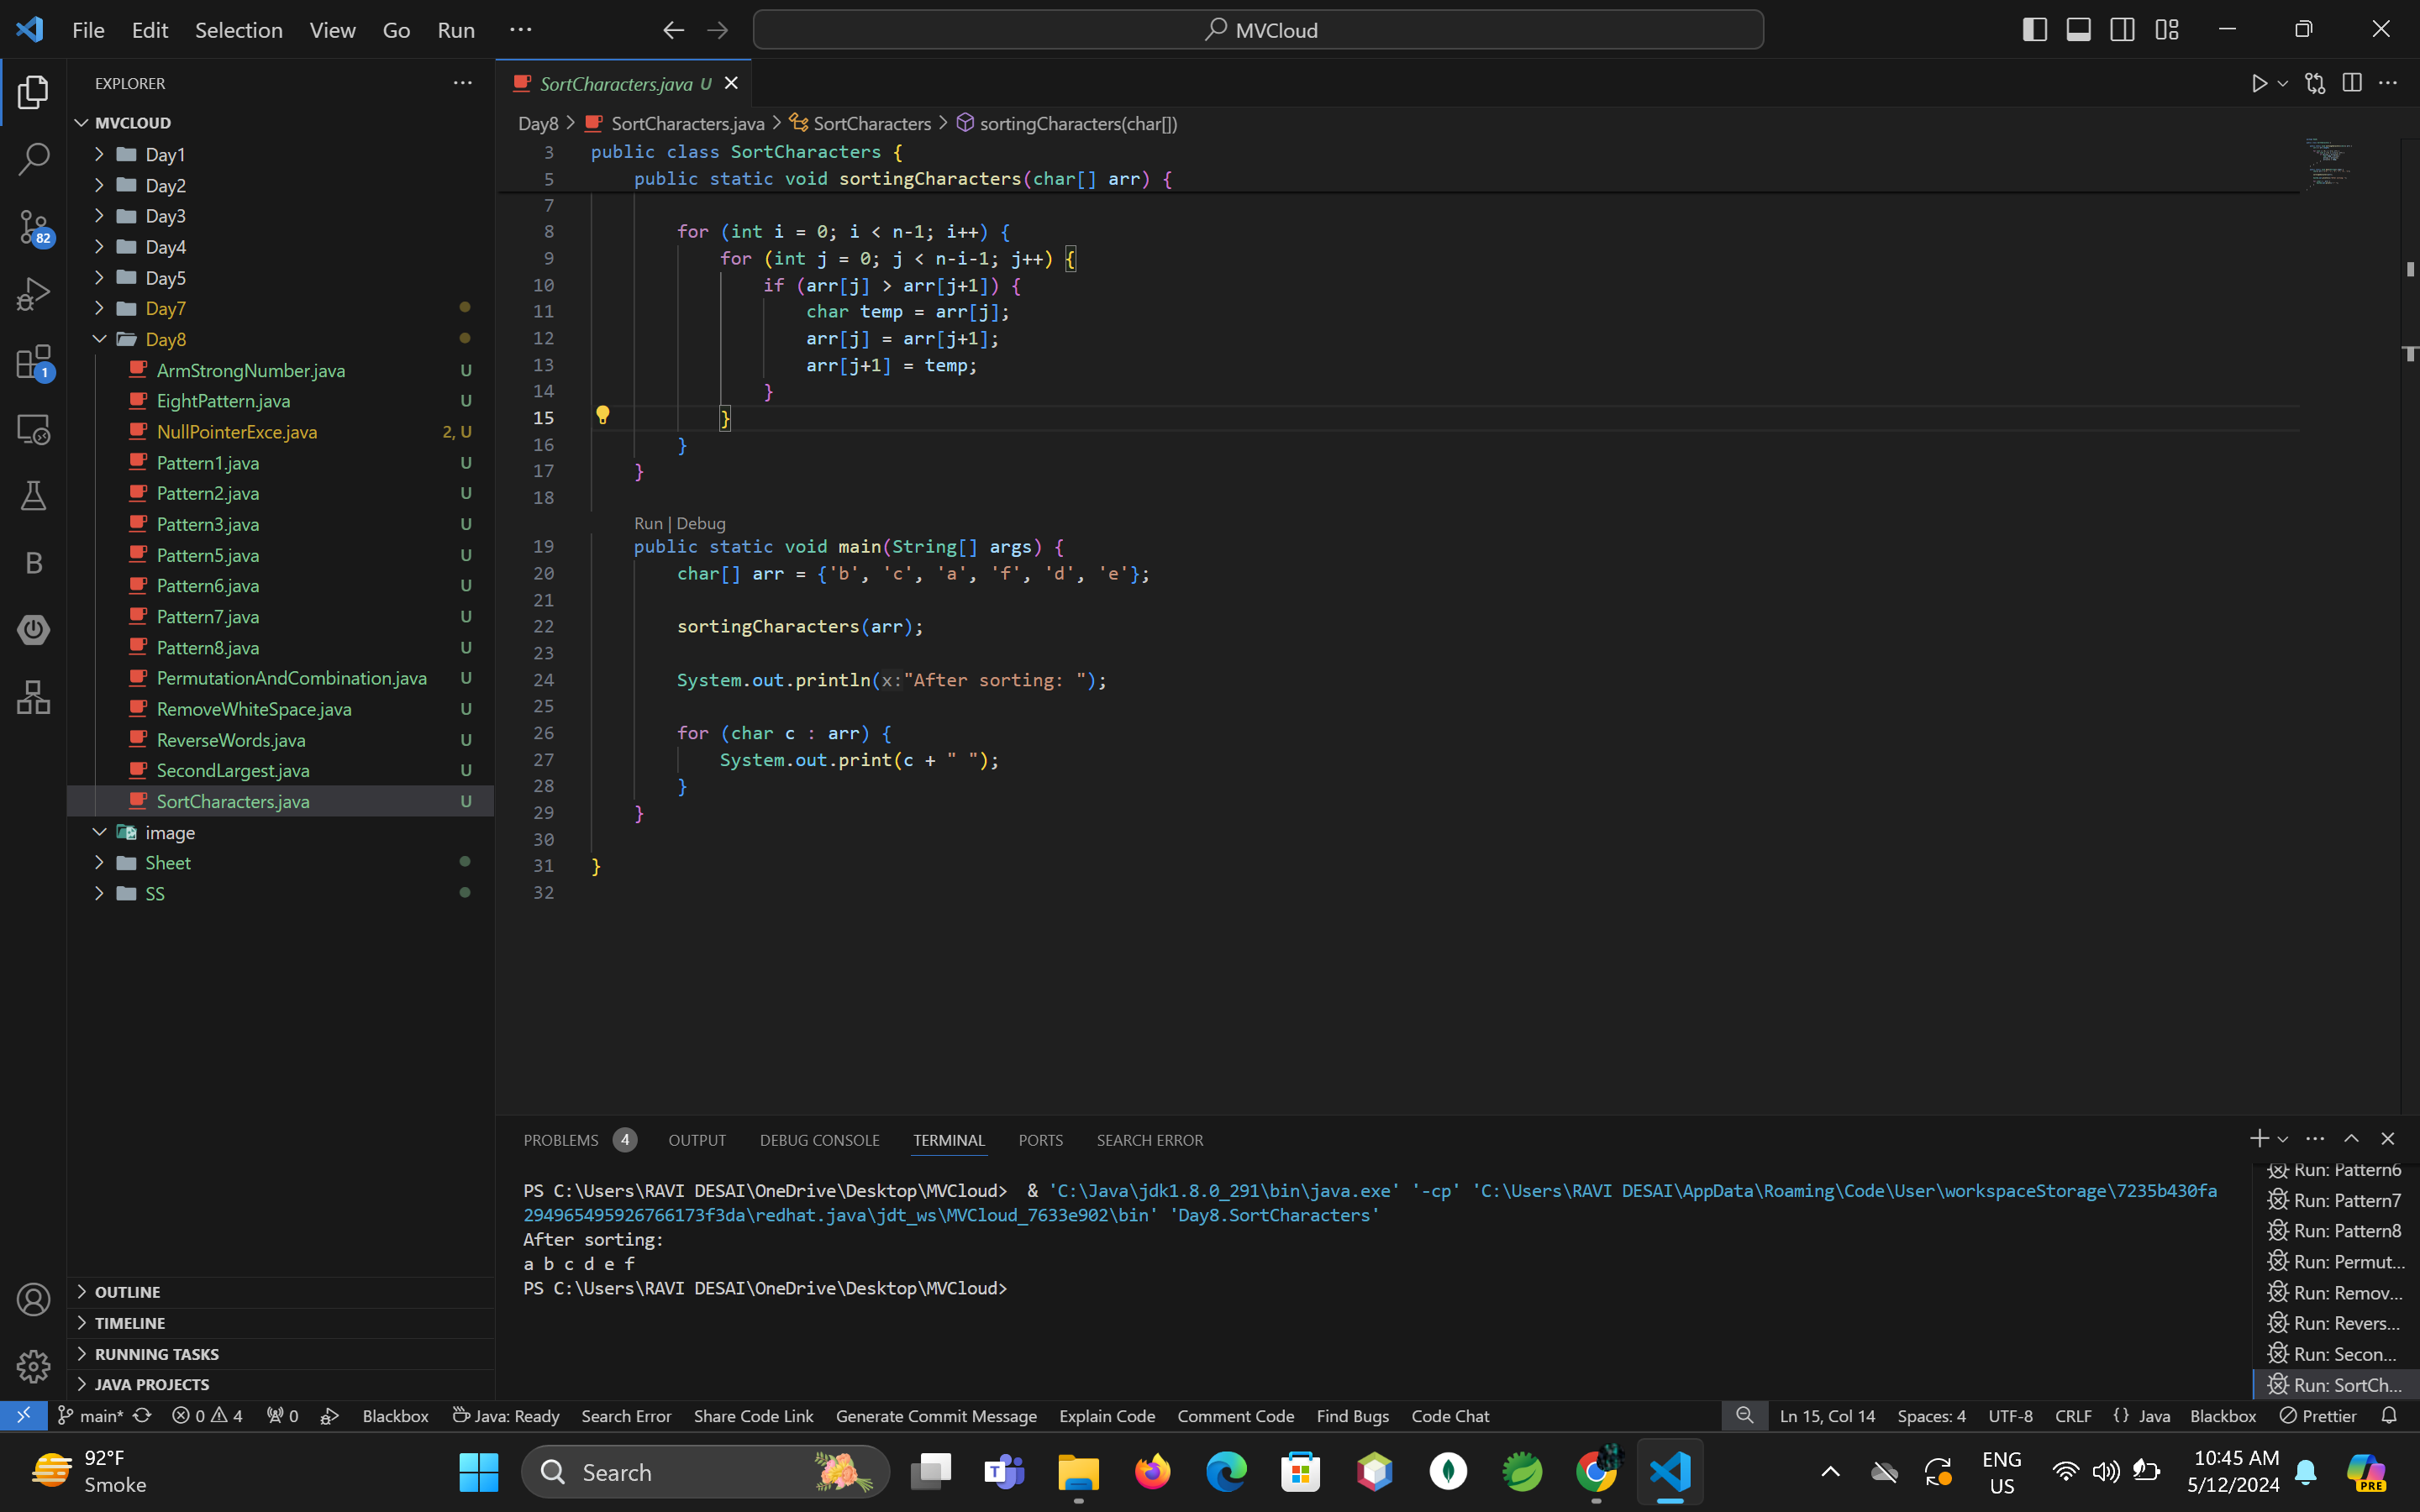 File Edit Selection View Go Run ···
MVCloud
EXPLORER
MVCLOUD
Day1
Day2
Day3
Day4
Day5
Day7
Day8
ArmStrongNumber.java U
EightPattern.java U
NullPointerExce.java 2, U
Pattern1.java U
Pattern2.java U
Pattern3.java U
Pattern5.java U
Pattern6.java U
Pattern7.java U
Pattern8.java U
PermutationAndCombination.java U
RemoveWhiteSpace.java U
ReverseWords.java U
SecondLargest.java U
SortCharacters.java U
image
Sheet
SS
OUTLINE
TIMELINE
RUNNING TASKS
JAVA PROJECTS
82
1
B
SortCharacters.java U
Day8 > SortCharacters.java > SortCharacters > sortingCharacters(char[])
3 public class SortCharacters {
5 public static void sortingCharacters(char[] arr) {
7
8 for (int i = 0; i < n-1; i++) {
9 for (int j = 0; j < n-i-1; j++) {
10 if (arr[j] > arr[j+1]) {
11 char temp = arr[j];
12 arr[j] = arr[j+1];
13 arr[j+1] = temp;
14 }
15 }
16 }
17 }
18
Run | Debug
19 public static void main(String[] args) {
20 char[] arr = {'b', 'c', 'a', 'f', 'd', 'e'};
21
22 sortingCharacters(arr);
23
24 System.out.println(x:"After sorting: ");
25
26 for (char c : arr) {
27 System.out.print(c + " ");
28 }
29 }
30
31 }
32
PROBLEMS 4 OUTPUT DEBUG CONSOLE TERMINAL PORTS SEARCH ERROR
PS C:\Users\RAVI DESAI\OneDrive\Desktop\MVCloud> & 'C:\Java\jdk1.8.0_291\bin\java.exe' '-cp' 'C:\Users\RAVI DESAI\AppData\Roaming\Code\User\workspaceStorage\7235b430fa
2949654959267661​73f3da\redhat.java\jdt_ws\MVCloud_7633e902\bin' 'Day8.SortCharacters'
After sorting:
a b c d e f
PS C:\Users\RAVI DESAI\OneDrive\Desktop\MVCloud>
Run: Pattern6
Run: Pattern7
Run: Pattern8
Run: Permut...
Run: Remov...
Run: Revers...
Run: Secon...
Run: SortCh...
main* 0 4 0 Blackbox Java: Ready Search Error Share Code Link Generate Commit Message Explain Code Comment Code Find Bugs Code Chat Ln 15, Col 14 Spaces: 4 UTF-8 CRLF {} Java Blackbox Prettier
92°F
Smoke
Search
ENG
US
10:45 AM
5/12/2024
PRE